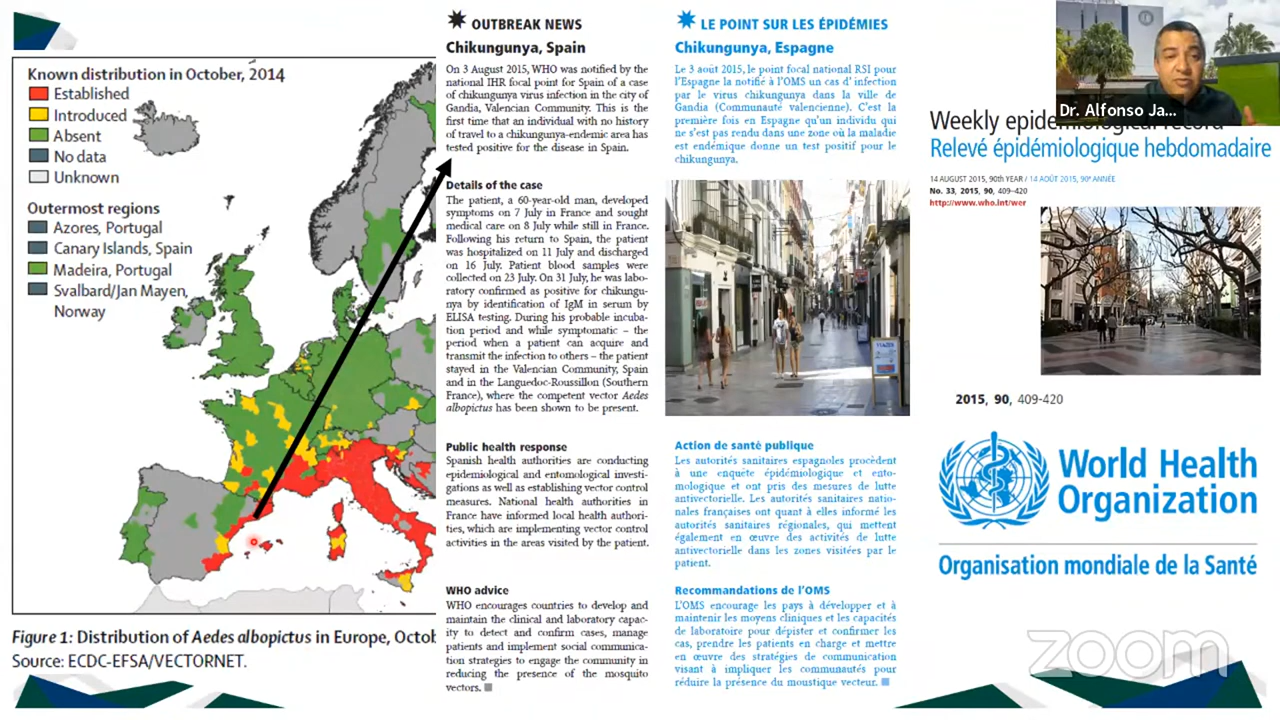 Known distribution in October, 2014
Established
Introduced
Absent
No data
Unknown
Outermost regions
Azores, Portugal
Canary Islands, Spain
Madeira, Portugal
Svalbard/Jan Mayen,
Norway
Figure 1: Distribution of Aedes albopictus in Europe, Octob
Source: ECDC-EFSA/VECTORNET.
OUTBREAK NEWS
Chikungunya, Spain
On 3 August 2015, WHO was notified by the
national IHR focal point for Spain of a case
of chikungunya virus infection in the city of
Gandia, Valencian Community. This is the
first time that an individual with no history
of travel to a chikungunya-endemic area has
tested positive for the disease in Spain.
Details of the case
The patient, a 60-year-old man, developed
symptoms on 7 July in France and sought
medical care on 8 July while still in France.
Following his return to Spain, the patient
was hospitalized on 11 July and discharged
on 16 July. Patient blood samples were
collected on 23 July. On 31 July, he was labo-
ratory confirmed as positive for chikungu-
nya by identification of IgM in serum by
ELISA testing. During his probable incuba-
tion period and while symptomatic – the
period when a patient can acquire and
transmit the infection to others – the patient
stayed in the Valencian Community, Spain
and in the Languedoc-Roussillon (Southern
France), where the competent vector Aedes
albopictus has been shown to be present.
Public health response
Spanish health authorities are conducting
epidemiological and entomological investi-
gations as well as establishing vector control
measures. National health authorities in
France have informed local health authori-
ties, which are implementing vector control
activities in the areas visited by the patient.
WHO advice
WHO encourages countries to develop and
maintain the clinical and laboratory capac-
ity to detect and confirm cases, manage
patients and implement social communica-
tion strategies to engage the community in
reducing the presence of the mosquito
vectors.
LE POINT SUR LES ÉPIDÉMIES
Chikungunya, Espagne
Le 3 août 2015, le point focal national RSI pour
l'Espagne la notifié à l'OMS un cas d' infection
par le virus chikungunya dans la ville de
Gandia (Communauté valencienne). C'est la
première fois en Espagne qu'un individu qui
ne s'est pas rendu dans une zone où la maladie
est endémique donne un test positif pour le
chikungunya.
Action de santé publique
Les autorités sanitaires espagnoles procèdent
à une enquête épidémiologique et ento-
mologique et ont pris des mesures de lutte
antivectorielle. Les autorités sanitaires natio-
nales françaises ont quant à elles informé les
autorités sanitaires régionales, qui mettent
également en œuvre des activités de lutte
antivectorielle dans les zones visitées par le
patient.
Recommandations de l'OMS
L'OMS encourage les pays à développer et à
maintenir les moyens cliniques et les capacités
de laboratoire pour dépister et confirmer les
cas, prendre les patients en charge et mettre
en œuvre des stratégies de communication
visant à impliquer les communautés pour
réduire la présence du moustique vecteur.
Dr. Alfonso Ja...
Weekly epidemiological record
Relevé épidémiologique hebdomadaire
14 AUGUST 2015, 90th YEAR / 14 AOÛT 2015, 90e ANNÉE
No. 33, 2015, 90, 409–420
http://www.who.int/wer
2015, 90, 409-420
World Health
Organization
Organisation mondiale de la Santé
zoom